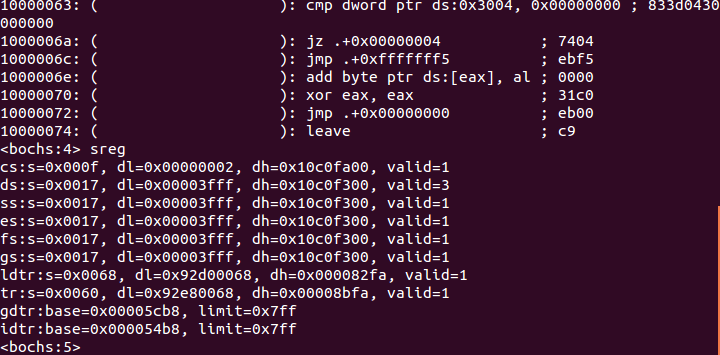 10000063: (                    ): cmp dword ptr ds:0x3004, 0x00000000 ; 833d0430
000000
1000006a: (                    ): jz .+0x00000004           ; 7404
1000006c: (                    ): jmp .+0xfffffff5          ; ebf5
1000006e: (                    ): add byte ptr ds:[eax], al ; 0000
10000070: (                    ): xor eax, eax              ; 31c0
10000072: (                    ): jmp .+0x00000000          ; eb00
10000074: (                    ): leave                     ; c9
<bochs:4> sreg
cs:s=0x000f, dl=0x00000002, dh=0x10c0fa00, valid=1
ds:s=0x0017, dl=0x00003fff, dh=0x10c0f300, valid=3
ss:s=0x0017, dl=0x00003fff, dh=0x10c0f300, valid=1
es:s=0x0017, dl=0x00003fff, dh=0x10c0f300, valid=1
fs:s=0x0017, dl=0x00003fff, dh=0x10c0f300, valid=1
gs:s=0x0017, dl=0x00003fff, dh=0x10c0f300, valid=1
ldtr:s=0x0068, dl=0x92d00068, dh=0x000082fa, valid=1
tr:s=0x0060, dl=0x92e80068, dh=0x00008bfa, valid=1
gdtr:base=0x00005cb8, limit=0x7ff
idtr:base=0x000054b8, limit=0x7ff
<bochs:5>